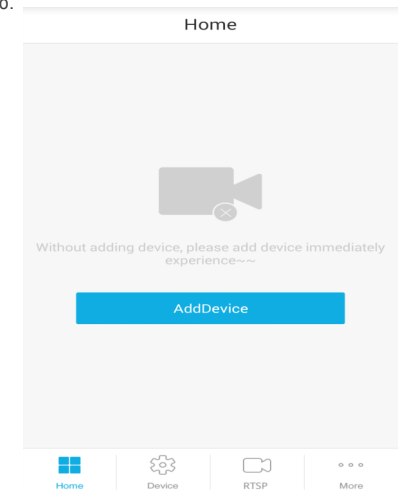 Home
Without adding device, please add device immediately
experience~~
AddDevice
Home Device RTSP More